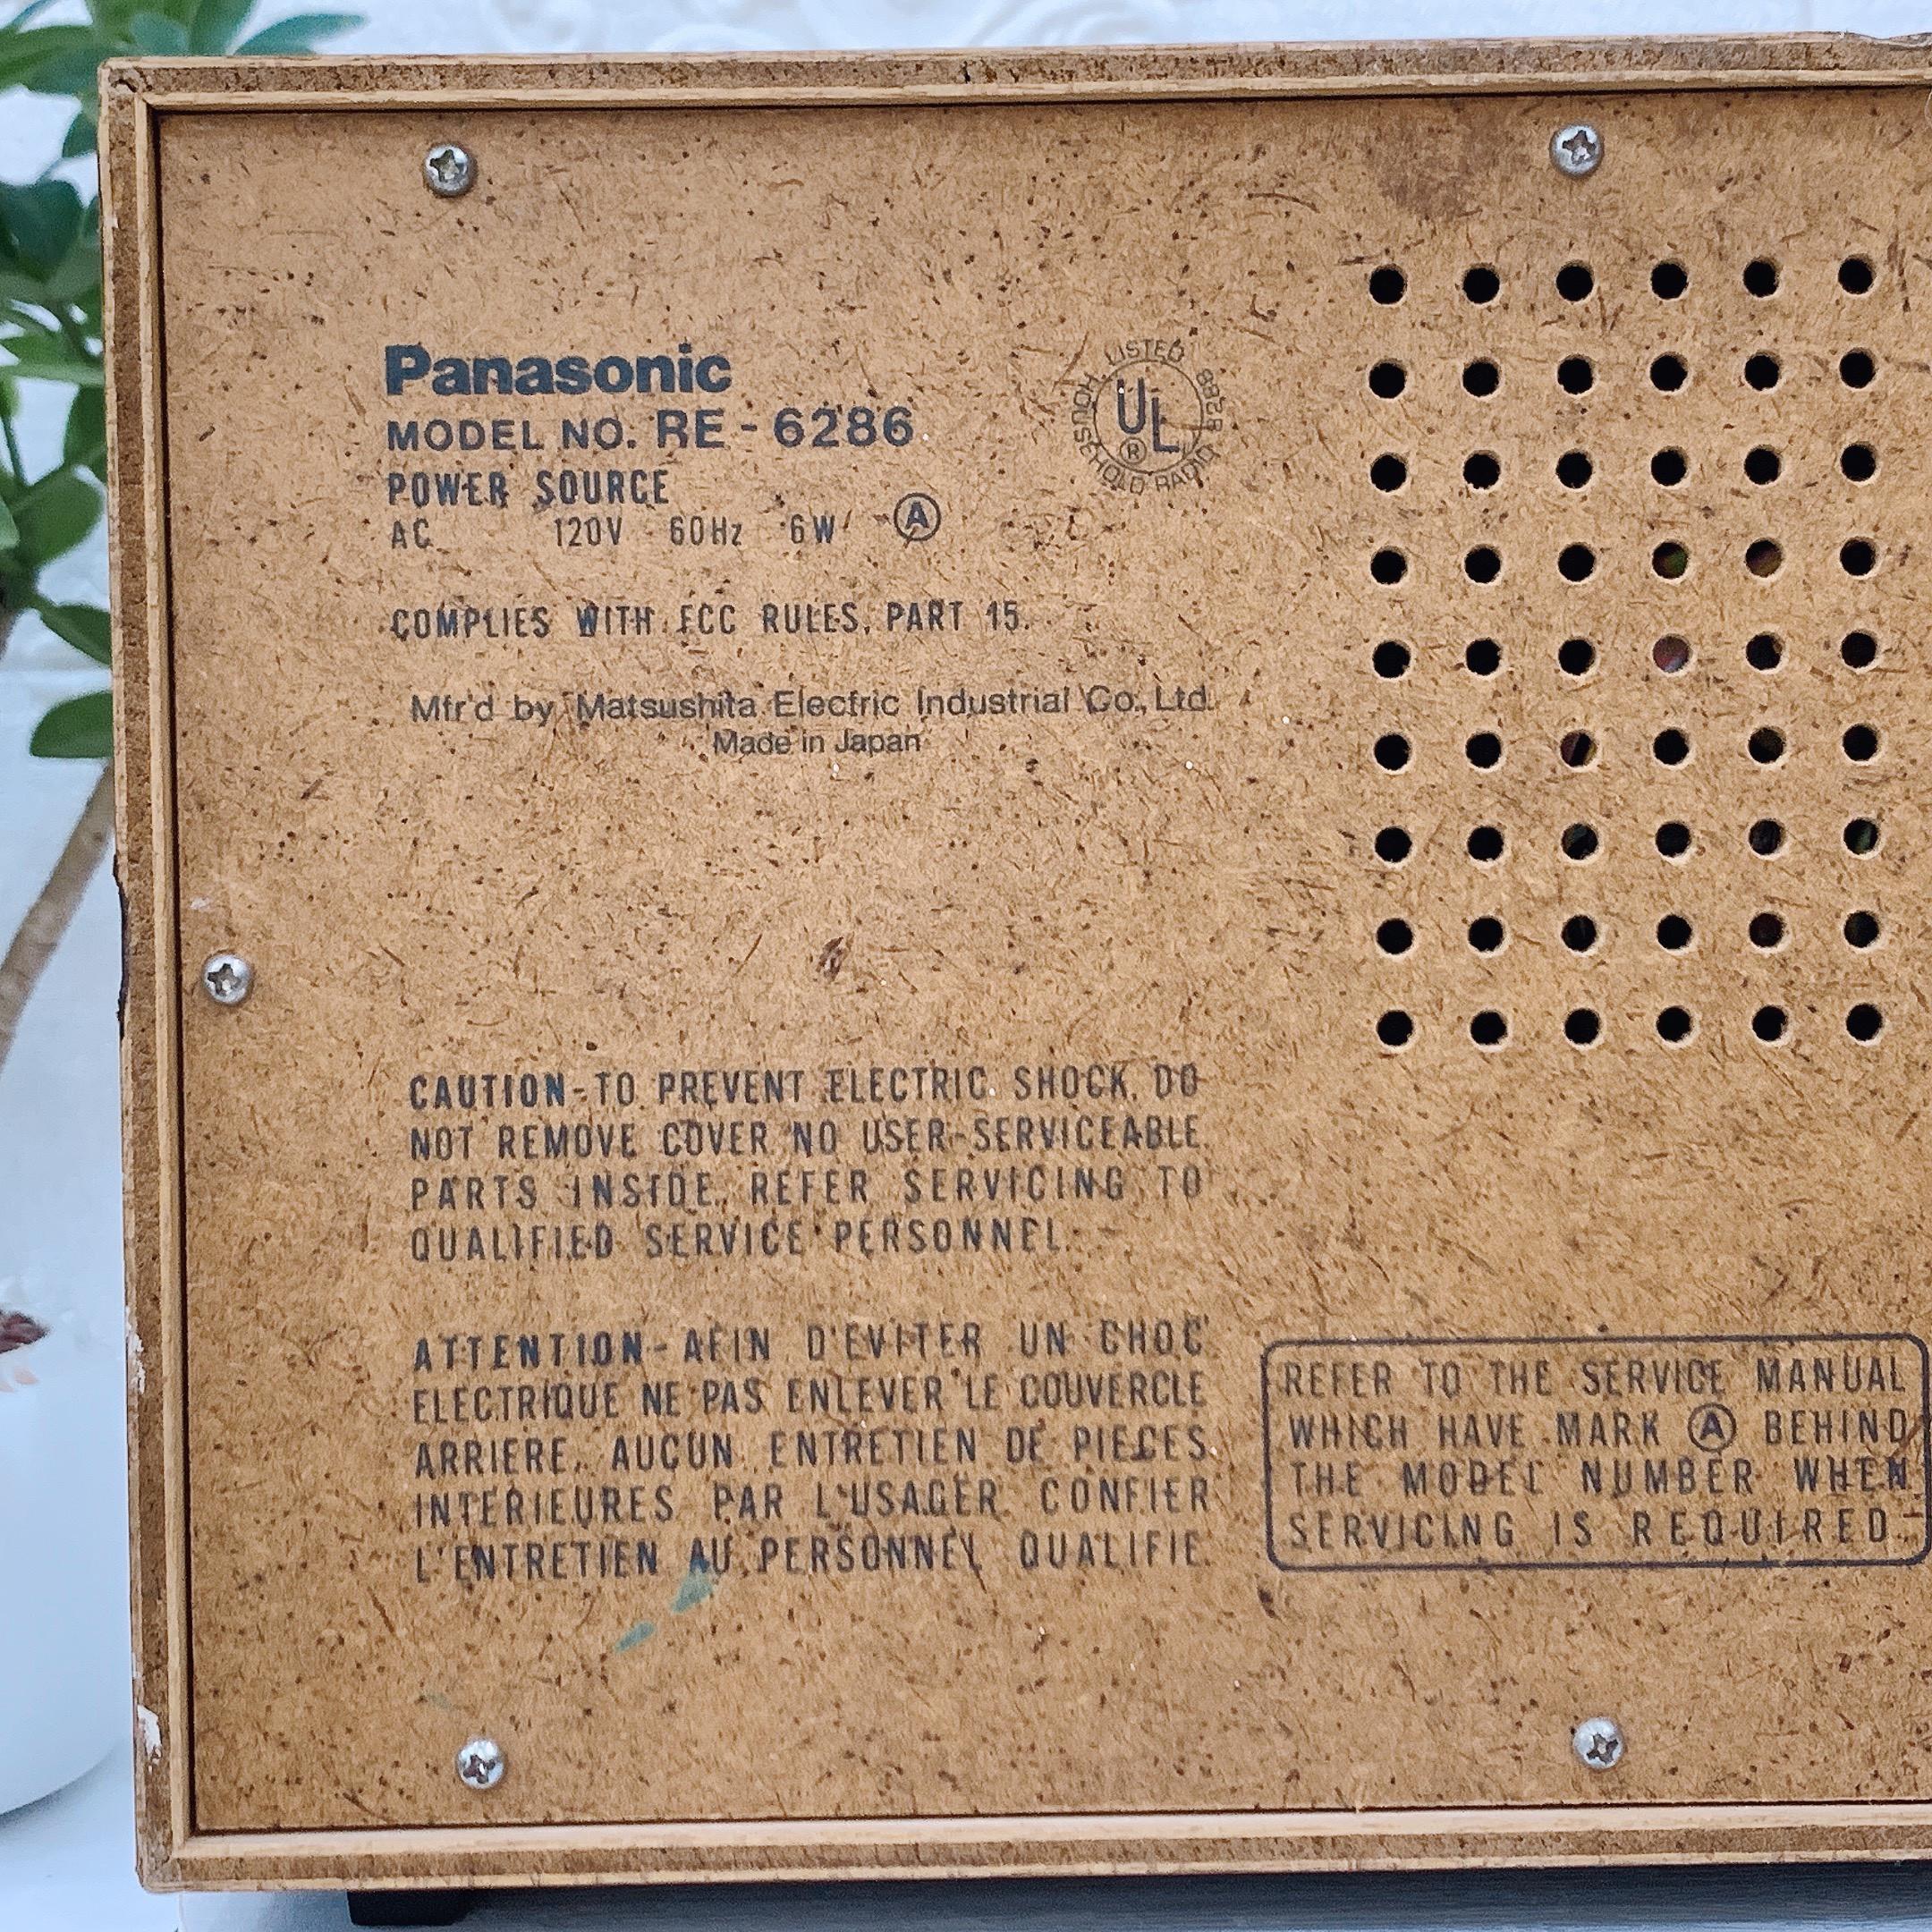 Panasonic
MODEL NO. RE-6286
POWER SOURCE
AC 120V 60Hz 6W Ⓐ
LISTED
UL
®
HOUSEHOLD RADIO
COMPLIES WITH FCC RULES, PART 15.
Mfr'd by Matsushita Electric Industrial Co., Ltd.
Made in Japan
CAUTION-TO PREVENT ELECTRIC SHOCK, DO
NOT REMOVE COVER NO USER-SERVICEABLE
PARTS INSIDE, REFER SERVICING TO
QUALIFIED SERVICE PERSONNEL.
ATTENTION-AFIN D'EVITER UN CHOC
ELECTRIQUE NE PAS ENLEVER LE COUVERCLE
ARRIERE. AUCUN ENTRETIEN DE PIECES
INTERIEURES PAR L'USAGER. CONFIER
L'ENTRETIEN AU PERSONNEL QUALIFIE.
REFER TO THE SERVICE MANUAL
WHICH HAVE MARK Ⓐ BEHIND
THE MODEL NUMBER WHEN
SERVICING IS REQUIRED.